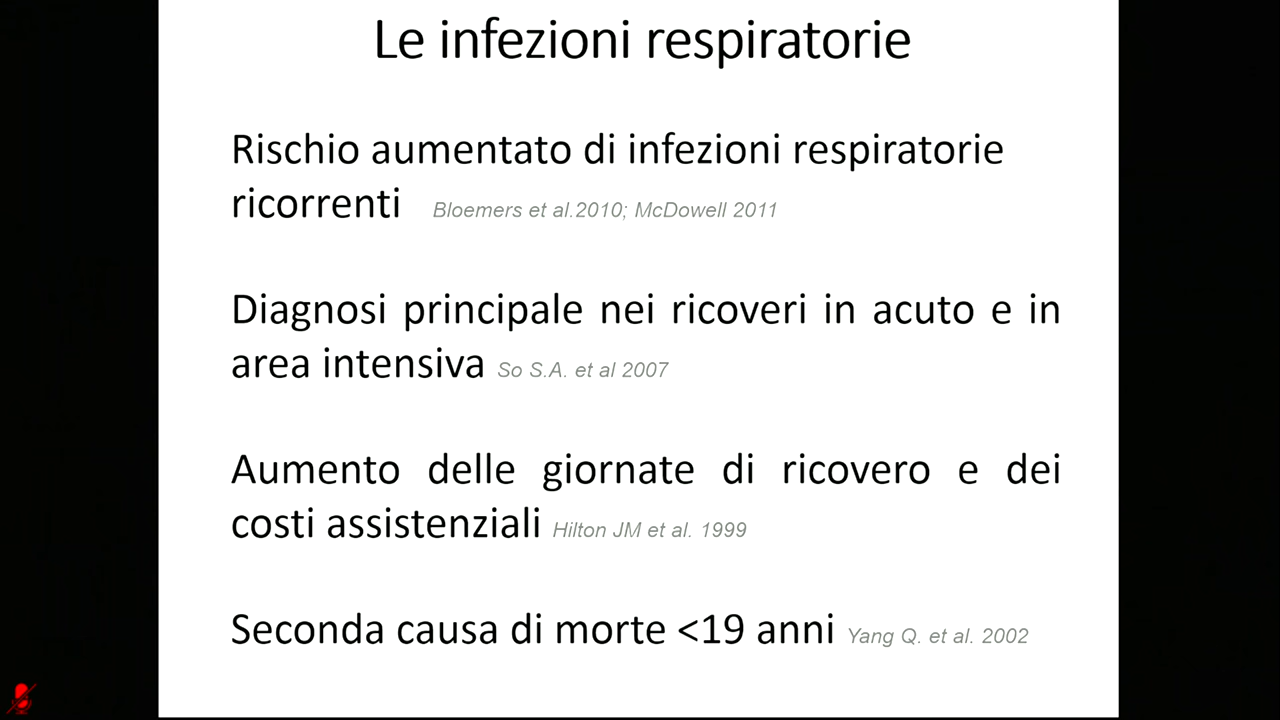 Le infezioni respiratorie
Rischio aumentato di infezioni respiratorie
ricorrenti Bloemers et al.2010; McDowell 2011
Diagnosi principale nei ricoveri in acuto e in
area intensiva So S.A. et al 2007
Aumento delle giornate di ricovero e dei
costi assistenziali Hilton JM et al. 1999
Seconda causa di morte <19 anni Yang Q. et al. 2002